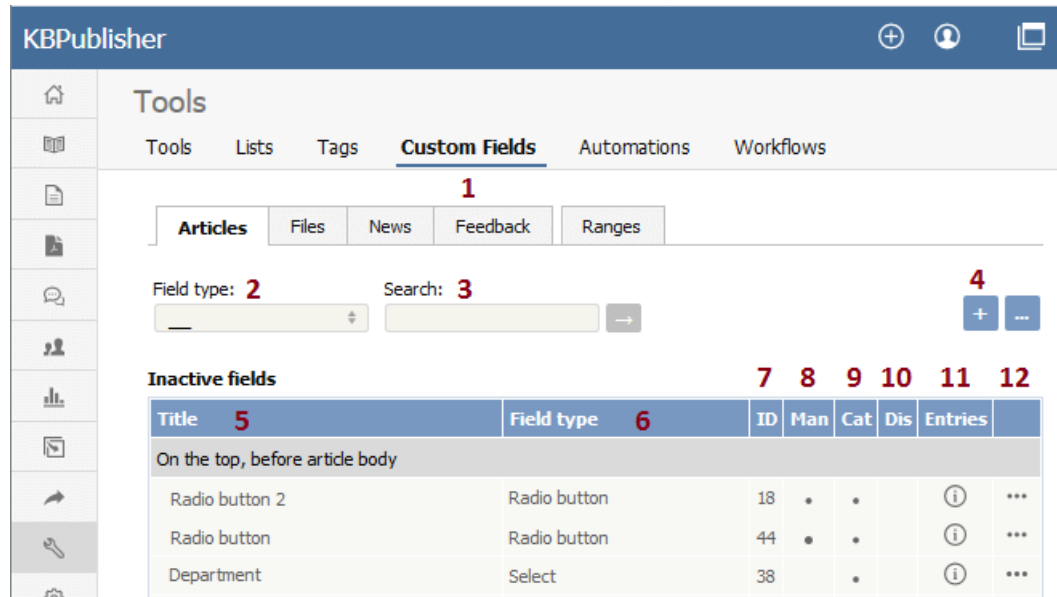 KBPublisher
Tools
Tools Lists Tags Custom Fields Automations Workflows
1
Articles Files News Feedback Ranges
Field type: 2 Search: 3 4
__ → + ...
Inactive fields 7 8 9 10 11 12
Title 5 Field type 6 ID Man Cat Dis Entries
On the top, before article body
Radio button 2 Radio button 18 • • i •••
Radio button Radio button 44 • • i •••
Department Select 38 • i •••